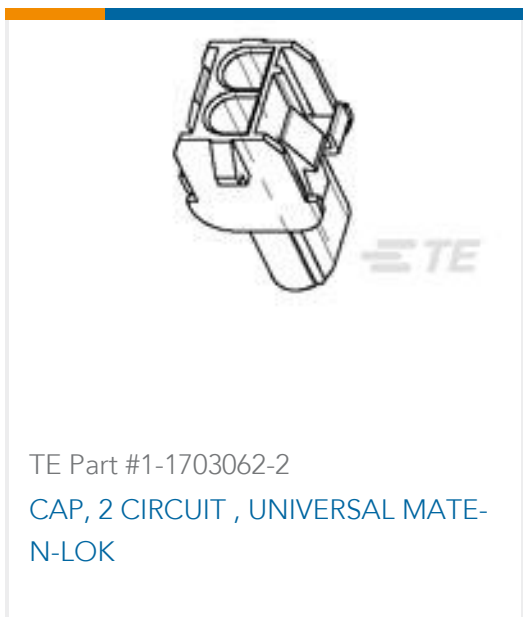 TE
TE Part #1-1703062-2
CAP, 2 CIRCUIT , UNIVERSAL MATE-
N-LOK